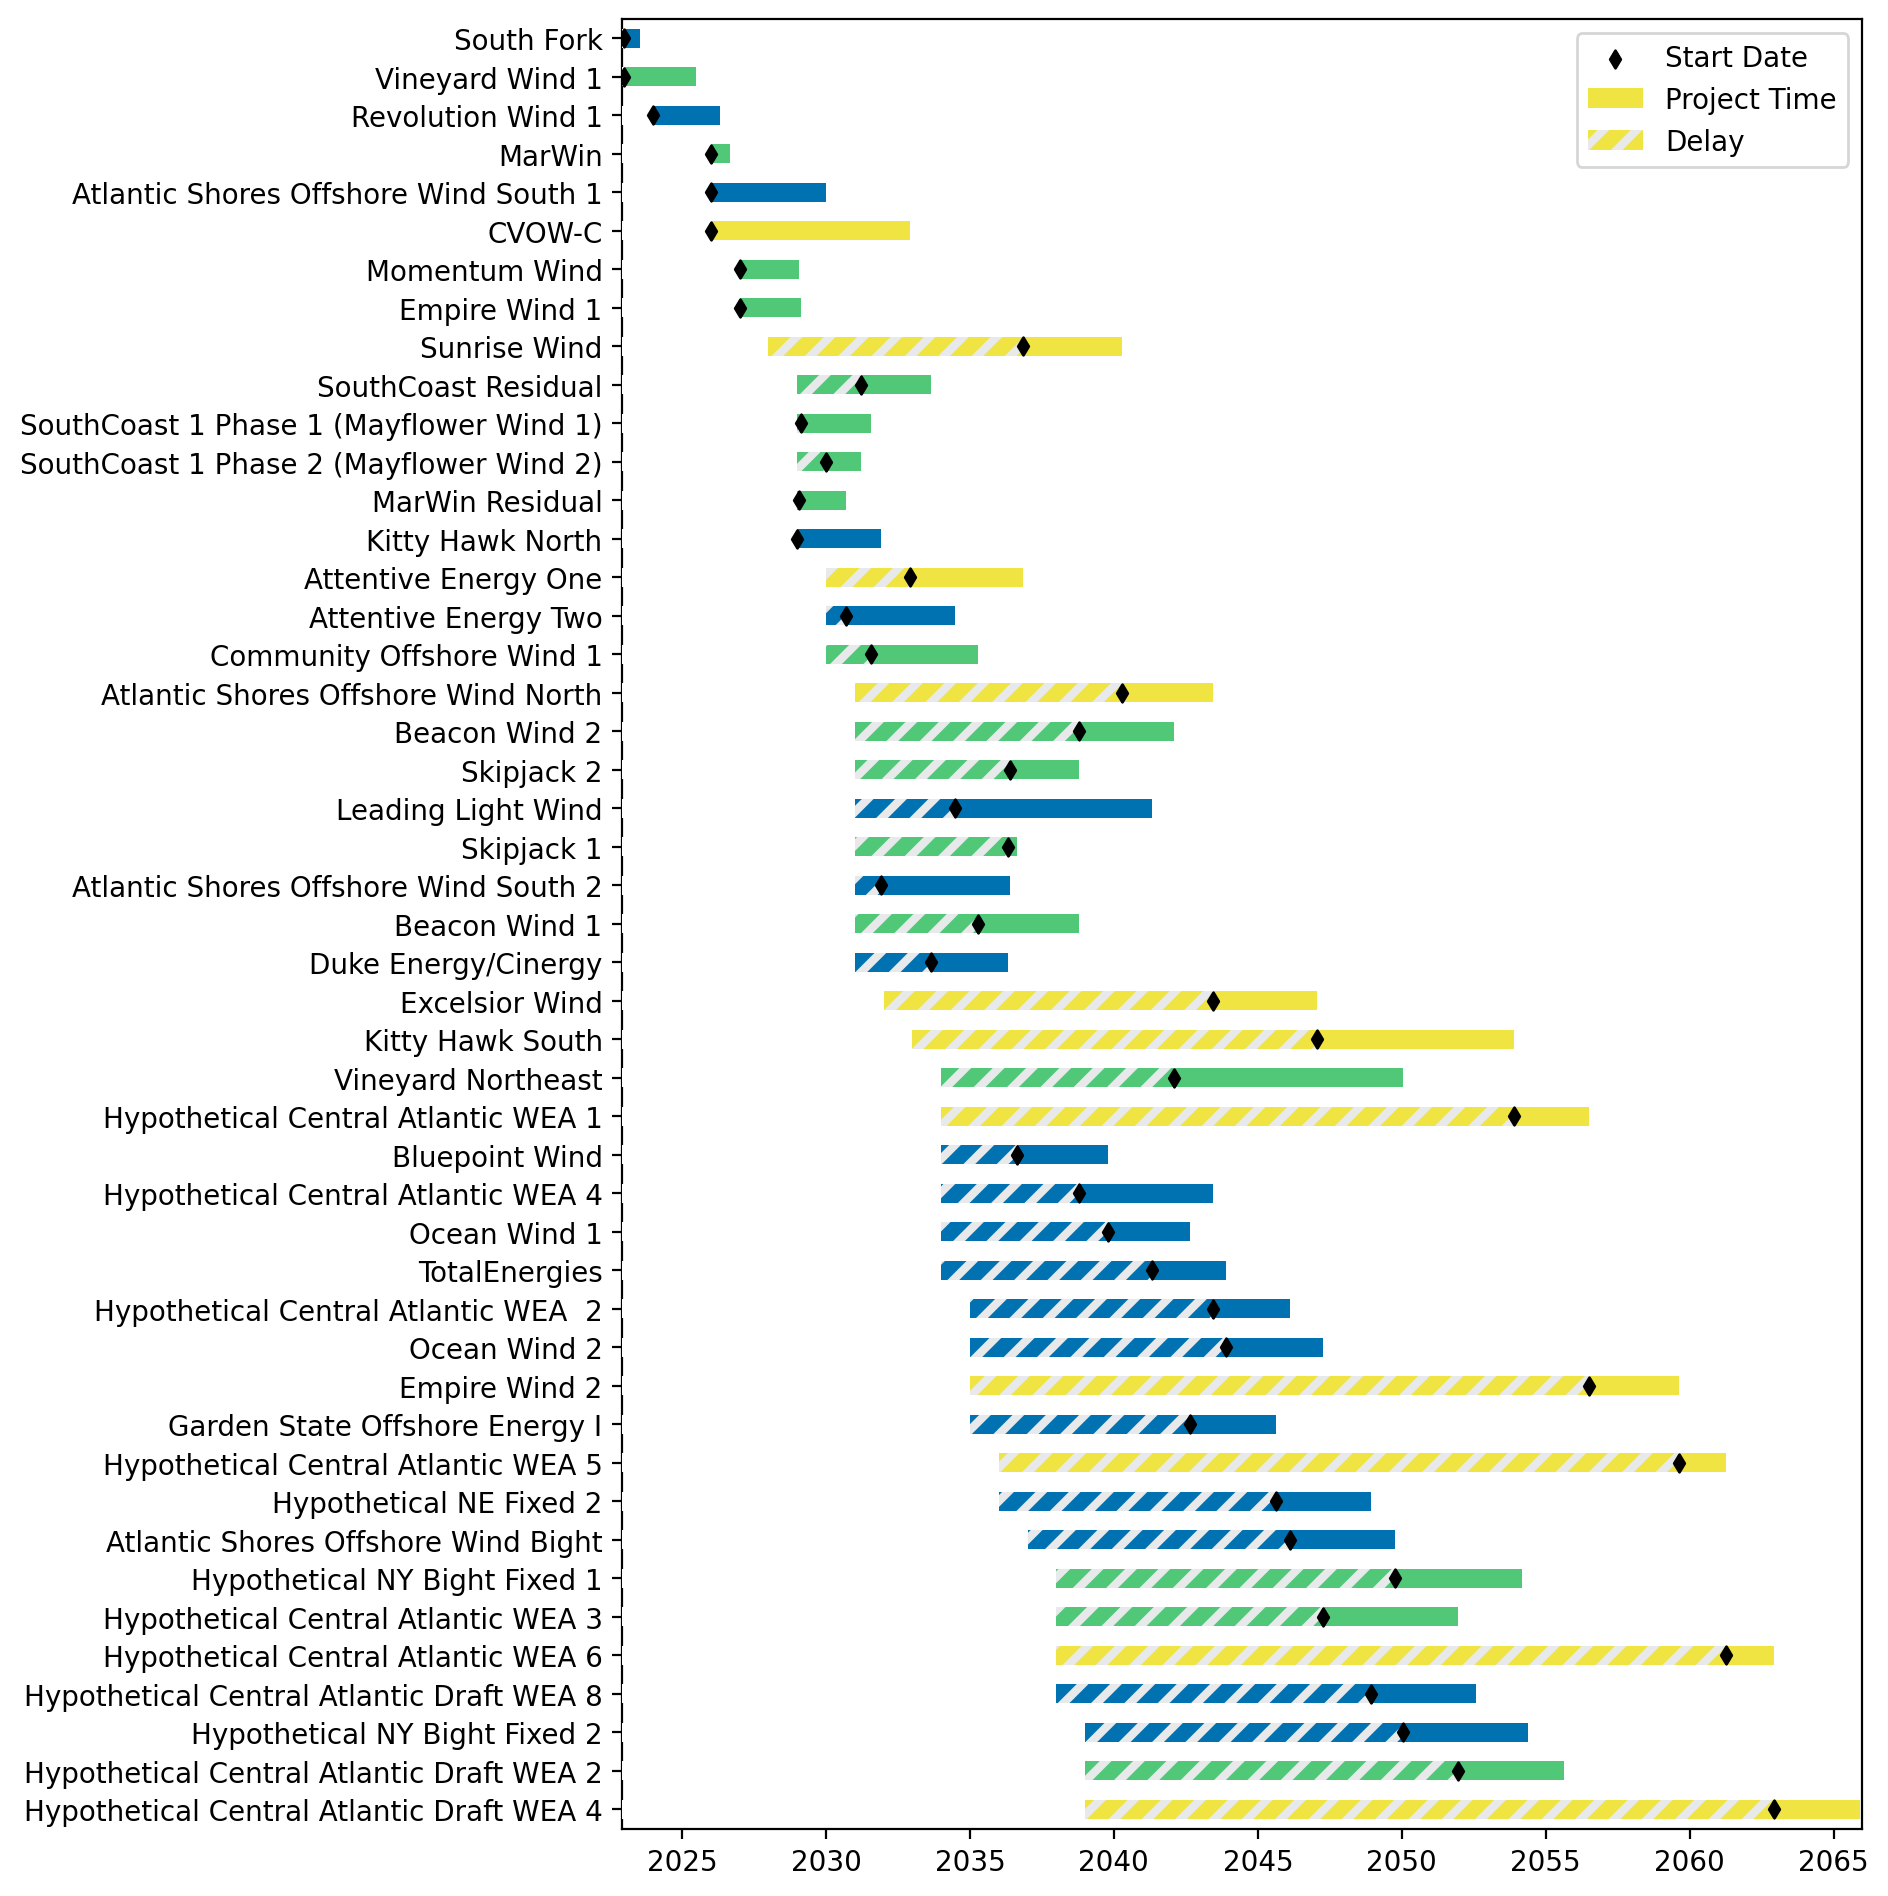 South Fork
Vineyard Wind 1
Revolution Wind 1
MarWin
Atlantic Shores Offshore Wind South 1
CVOW-C
Momentum Wind
Empire Wind 1
Sunrise Wind
SouthCoast Residual
SouthCoast 1 Phase 1 (Mayflower Wind 1)
SouthCoast 1 Phase 2 (Mayflower Wind 2)
MarWin Residual
Kitty Hawk North
Attentive Energy One
Attentive Energy Two
Community Offshore Wind 1
Atlantic Shores Offshore Wind North
Beacon Wind 2
Skipjack 2
Leading Light Wind
Skipjack 1
Atlantic Shores Offshore Wind South 2
Beacon Wind 1
Duke Energy/Cinergy
Excelsior Wind
Kitty Hawk South
Vineyard Northeast
Hypothetical Central Atlantic WEA 1
Bluepoint Wind
Hypothetical Central Atlantic WEA 4
Ocean Wind 1
TotalEnergies
Hypothetical Central Atlantic WEA  2
Ocean Wind 2
Empire Wind 2
Garden State Offshore Energy I
Hypothetical Central Atlantic WEA 5
Hypothetical NE Fixed 2
Atlantic Shores Offshore Wind Bight
Hypothetical NY Bight Fixed 1
Hypothetical Central Atlantic WEA 3
Hypothetical Central Atlantic WEA 6
Hypothetical Central Atlantic Draft WEA 8
Hypothetical NY Bight Fixed 2
Hypothetical Central Atlantic Draft WEA 2
Hypothetical Central Atlantic Draft WEA 4
2025 2030 2035 2040 2045 2050 2055 2060 2065
Start Date
Project Time
Delay